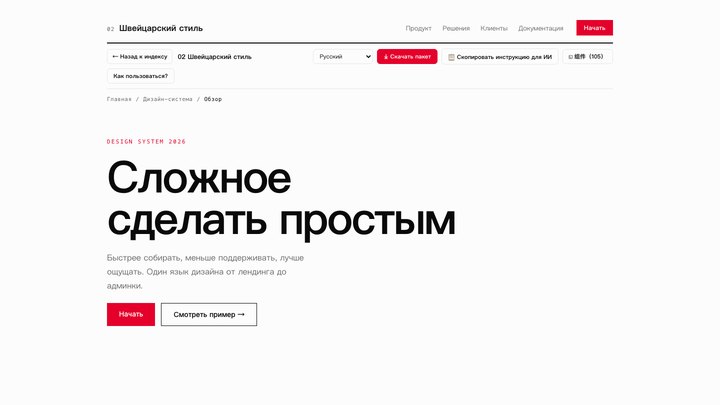 02 Швейцарский стиль
Продукт Решения Клиенты Документация Начать
← Назад к индексу 02 Швейцарский стиль Русский Скачать пакет Скопировать инструкцию для ИИ 组件 (105)
Как пользоваться?
Главная / Дизайн-система / Обзор
DESIGN SYSTEM 2026
Сложное
сделать простым
Быстрее собирать, меньше поддерживать, лучше
ощущать. Один язык дизайна от лендинга до
админки.
Начать Смотреть пример →